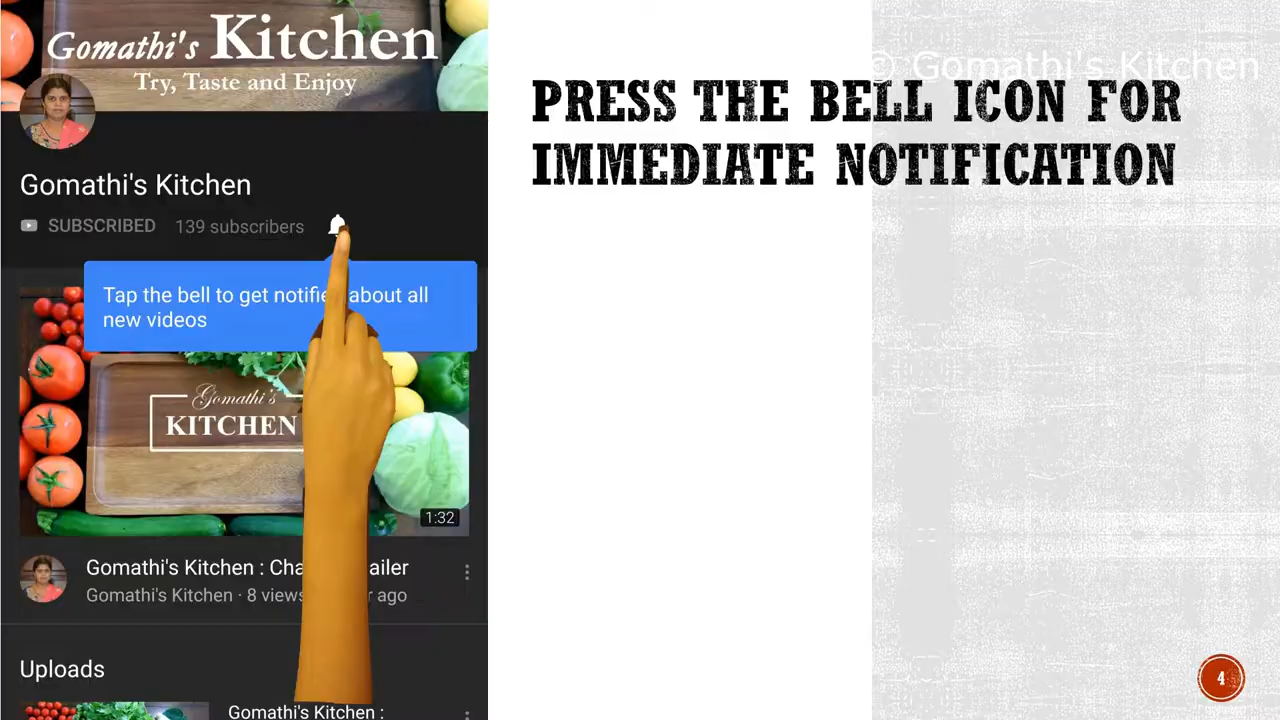 Gomathi's Kitchen
Try, Taste and Enjoy
Gomathi's Kitchen
SUBSCRIBED 139 subscribers
Tap the bell to get notifie about all
new videos
Gomathi's
KITCHEN
1:32
Gomathi's Kitchen : Cha ailer
Gomathi's Kitchen · 8 views ago
Uploads
Gomathi's Kitchen :
© Gomathi's Kitchen
PRESS THE BELL ICON FOR
IMMEDIATE NOTIFICATION
4